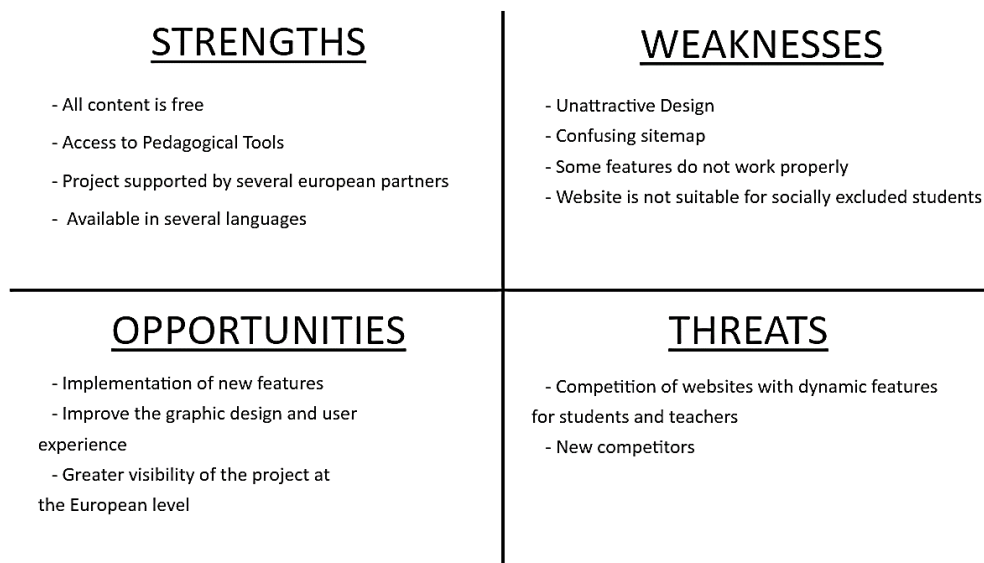 STRENGTHS
- All content is free
- Access to Pedagogical Tools
- Project supported by several european partners
- Available in several languages
WEAKNESSES
- Unattractive Design
- Confusing sitemap
- Some features do not work properly
- Website is not suitable for socially excluded students
OPPORTUNITIES
- Implementation of new features
- Improve the graphic design and user
experience
- Greater visibility of the project at
the European level
THREATS
- Competition of websites with dynamic features
for students and teachers
- New competitors